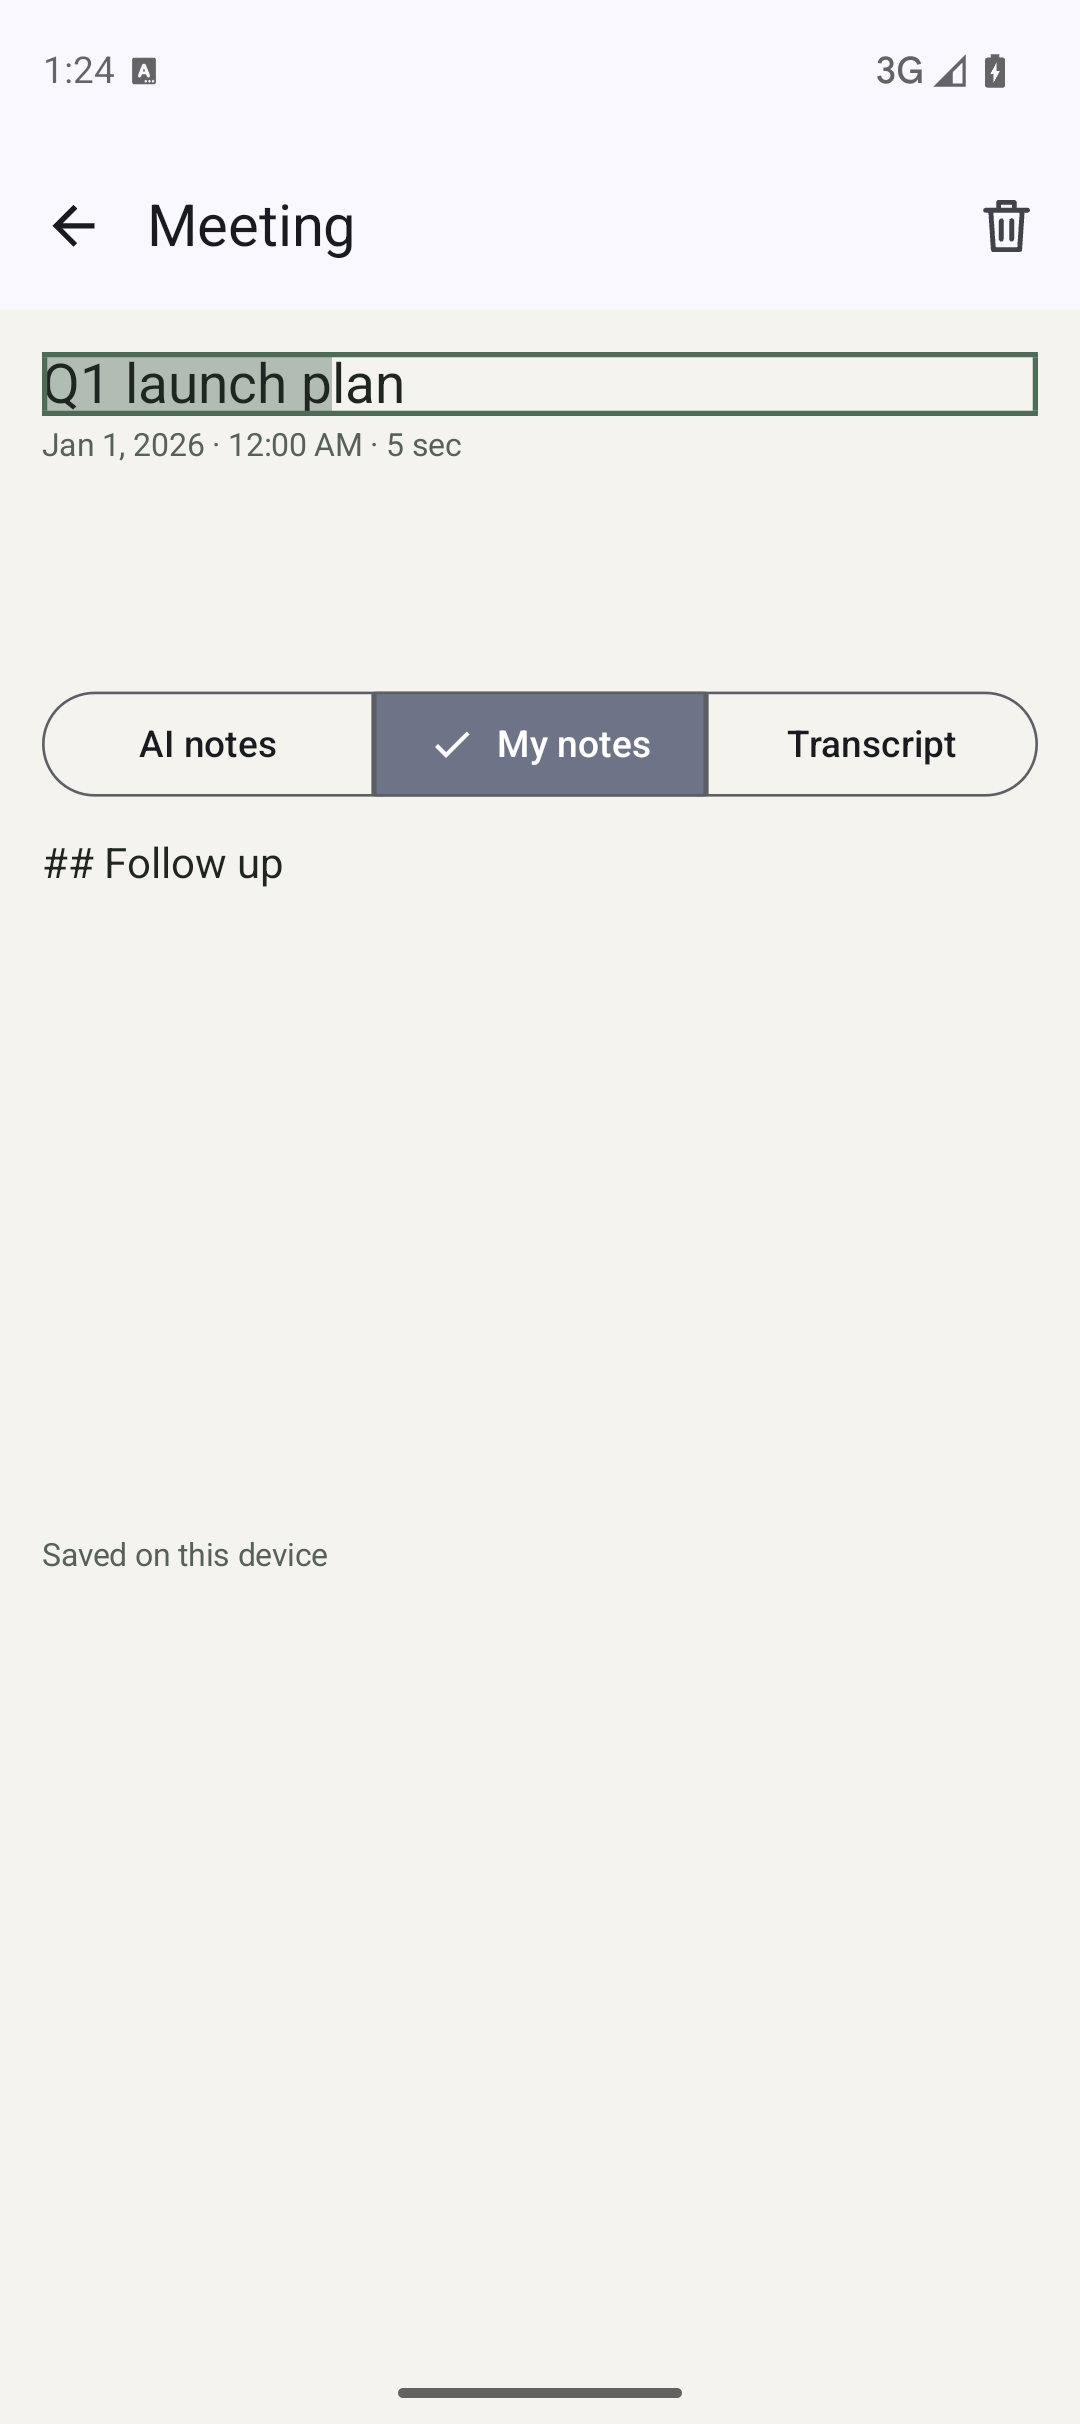 1:24
3G
Meeting
Q1 launch plan
Jan 1, 2026 · 12:00 AM · 5 sec
AI notes
My notes
Transcript
## Follow up
Saved on this device